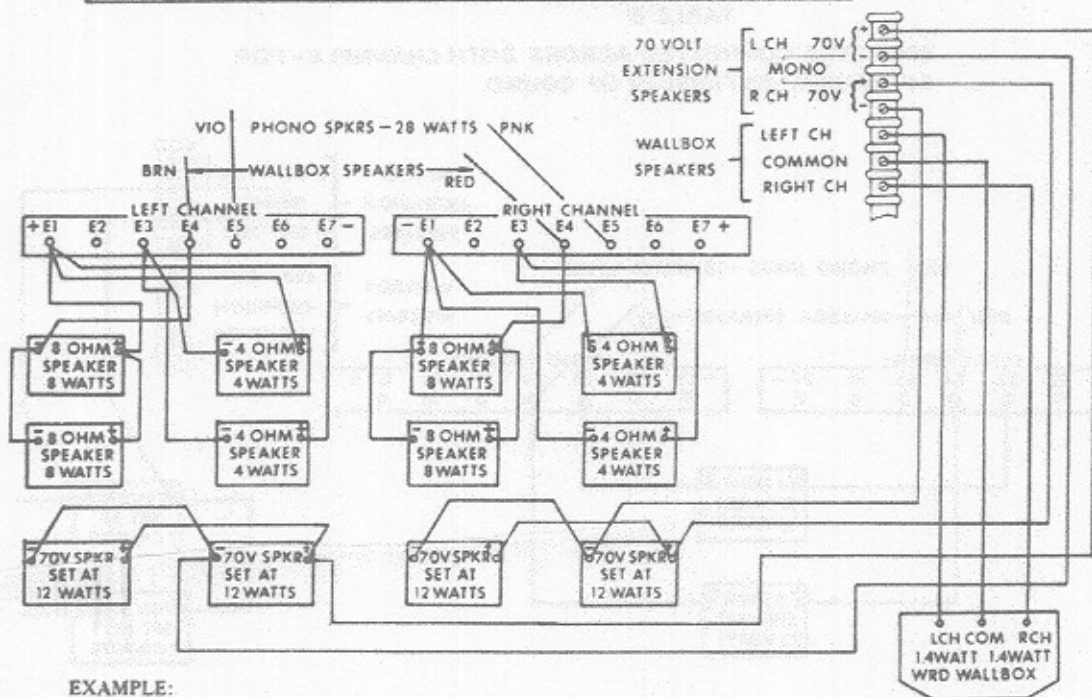 70 VOLT
EXTENSION
SPEAKERS
L CH 70V { + −
MONO
R CH 70V { + −
WALLBOX
SPEAKERS
LEFT CH
COMMON
RIGHT CH
VIO PHONO SPKRS – 28 WATTS PNK
BRN WALLBOX SPEAKERS RED
LEFT CHANNEL
+ E1 E2 E3 E4 E5 E6 E7 −
RIGHT CHANNEL
− E1 E2 E3 E4 E5 E6 E7 +
− 8 OHM +
SPEAKER
8 WATTS
− 4 OHM +
SPEAKER
4 WATTS
− 8 OHM +
SPEAKER
8 WATTS
− 4 OHM +
SPEAKER
4 WATTS
− 8 OHM +
SPEAKER
8 WATTS
− 4 OHM +
SPEAKER
4 WATTS
− 8 OHM +
SPEAKER
8 WATTS
− 4 OHM +
SPEAKER
4 WATTS
− 70V SPKR +
SET AT
12 WATTS
− 70V SPKR +
SET AT
12 WATTS
− 70V SPKR +
SET AT
12 WATTS
− 70V SPKR +
SET AT
12 WATTS
LCH COM RCH
1.4WATT 1.4WATT
WRD WALLBOX
EXAMPLE: